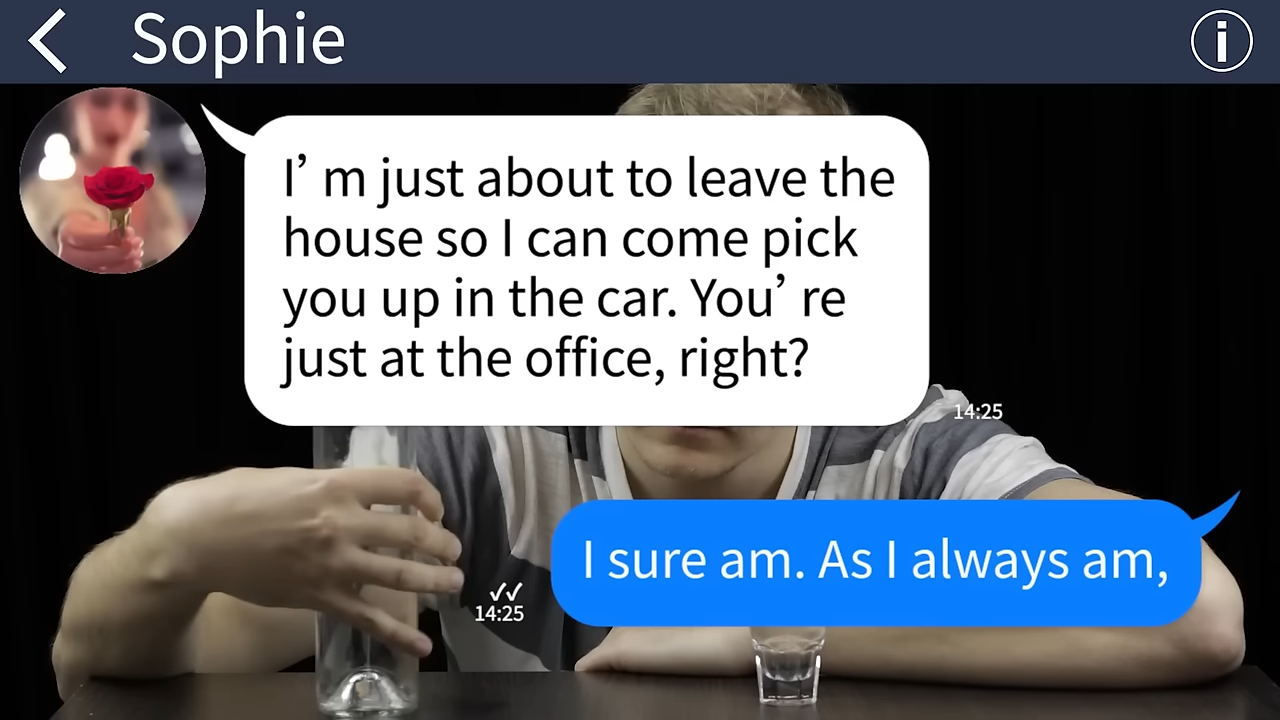 Sophie
I’m just about to leave the
house so I can come pick
you up in the car. You’re
just at the office, right?
14:25
I sure am. As I always am,
14:25